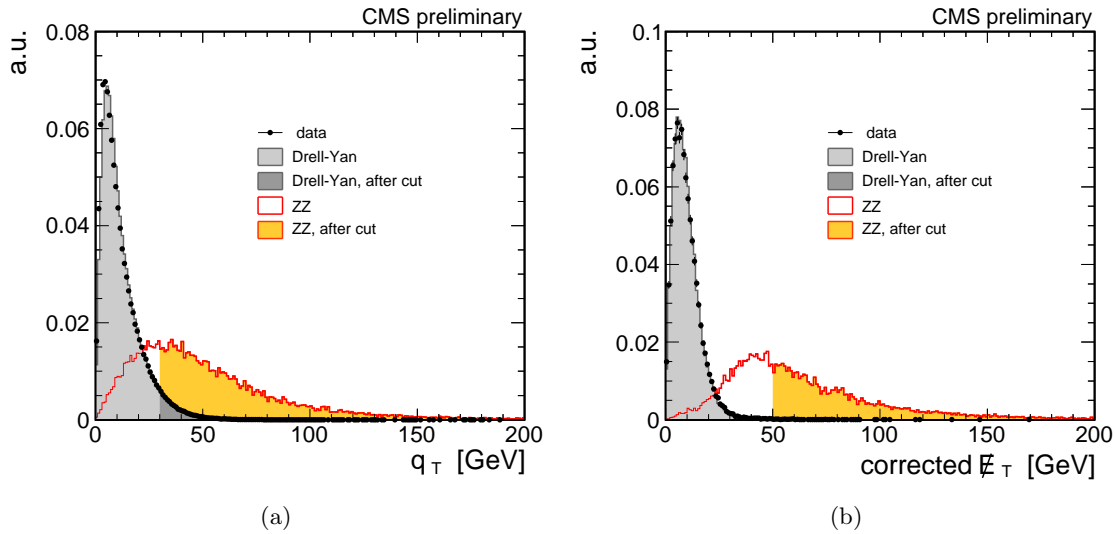 CMS preliminary
a.u.
0.08
0.06
0.04
0.02
0
data
Drell-Yan
Drell-Yan, after cut
ZZ
ZZ, after cut
0 50 100 150 200
q T [GeV]
(a)
CMS preliminary
a.u.
0.1
0.08
0.06
0.04
0.02
0
data
Drell-Yan
Drell-Yan, after cut
ZZ
ZZ, after cut
0 50 100 150 200
corrected E̸ T [GeV]
(b)